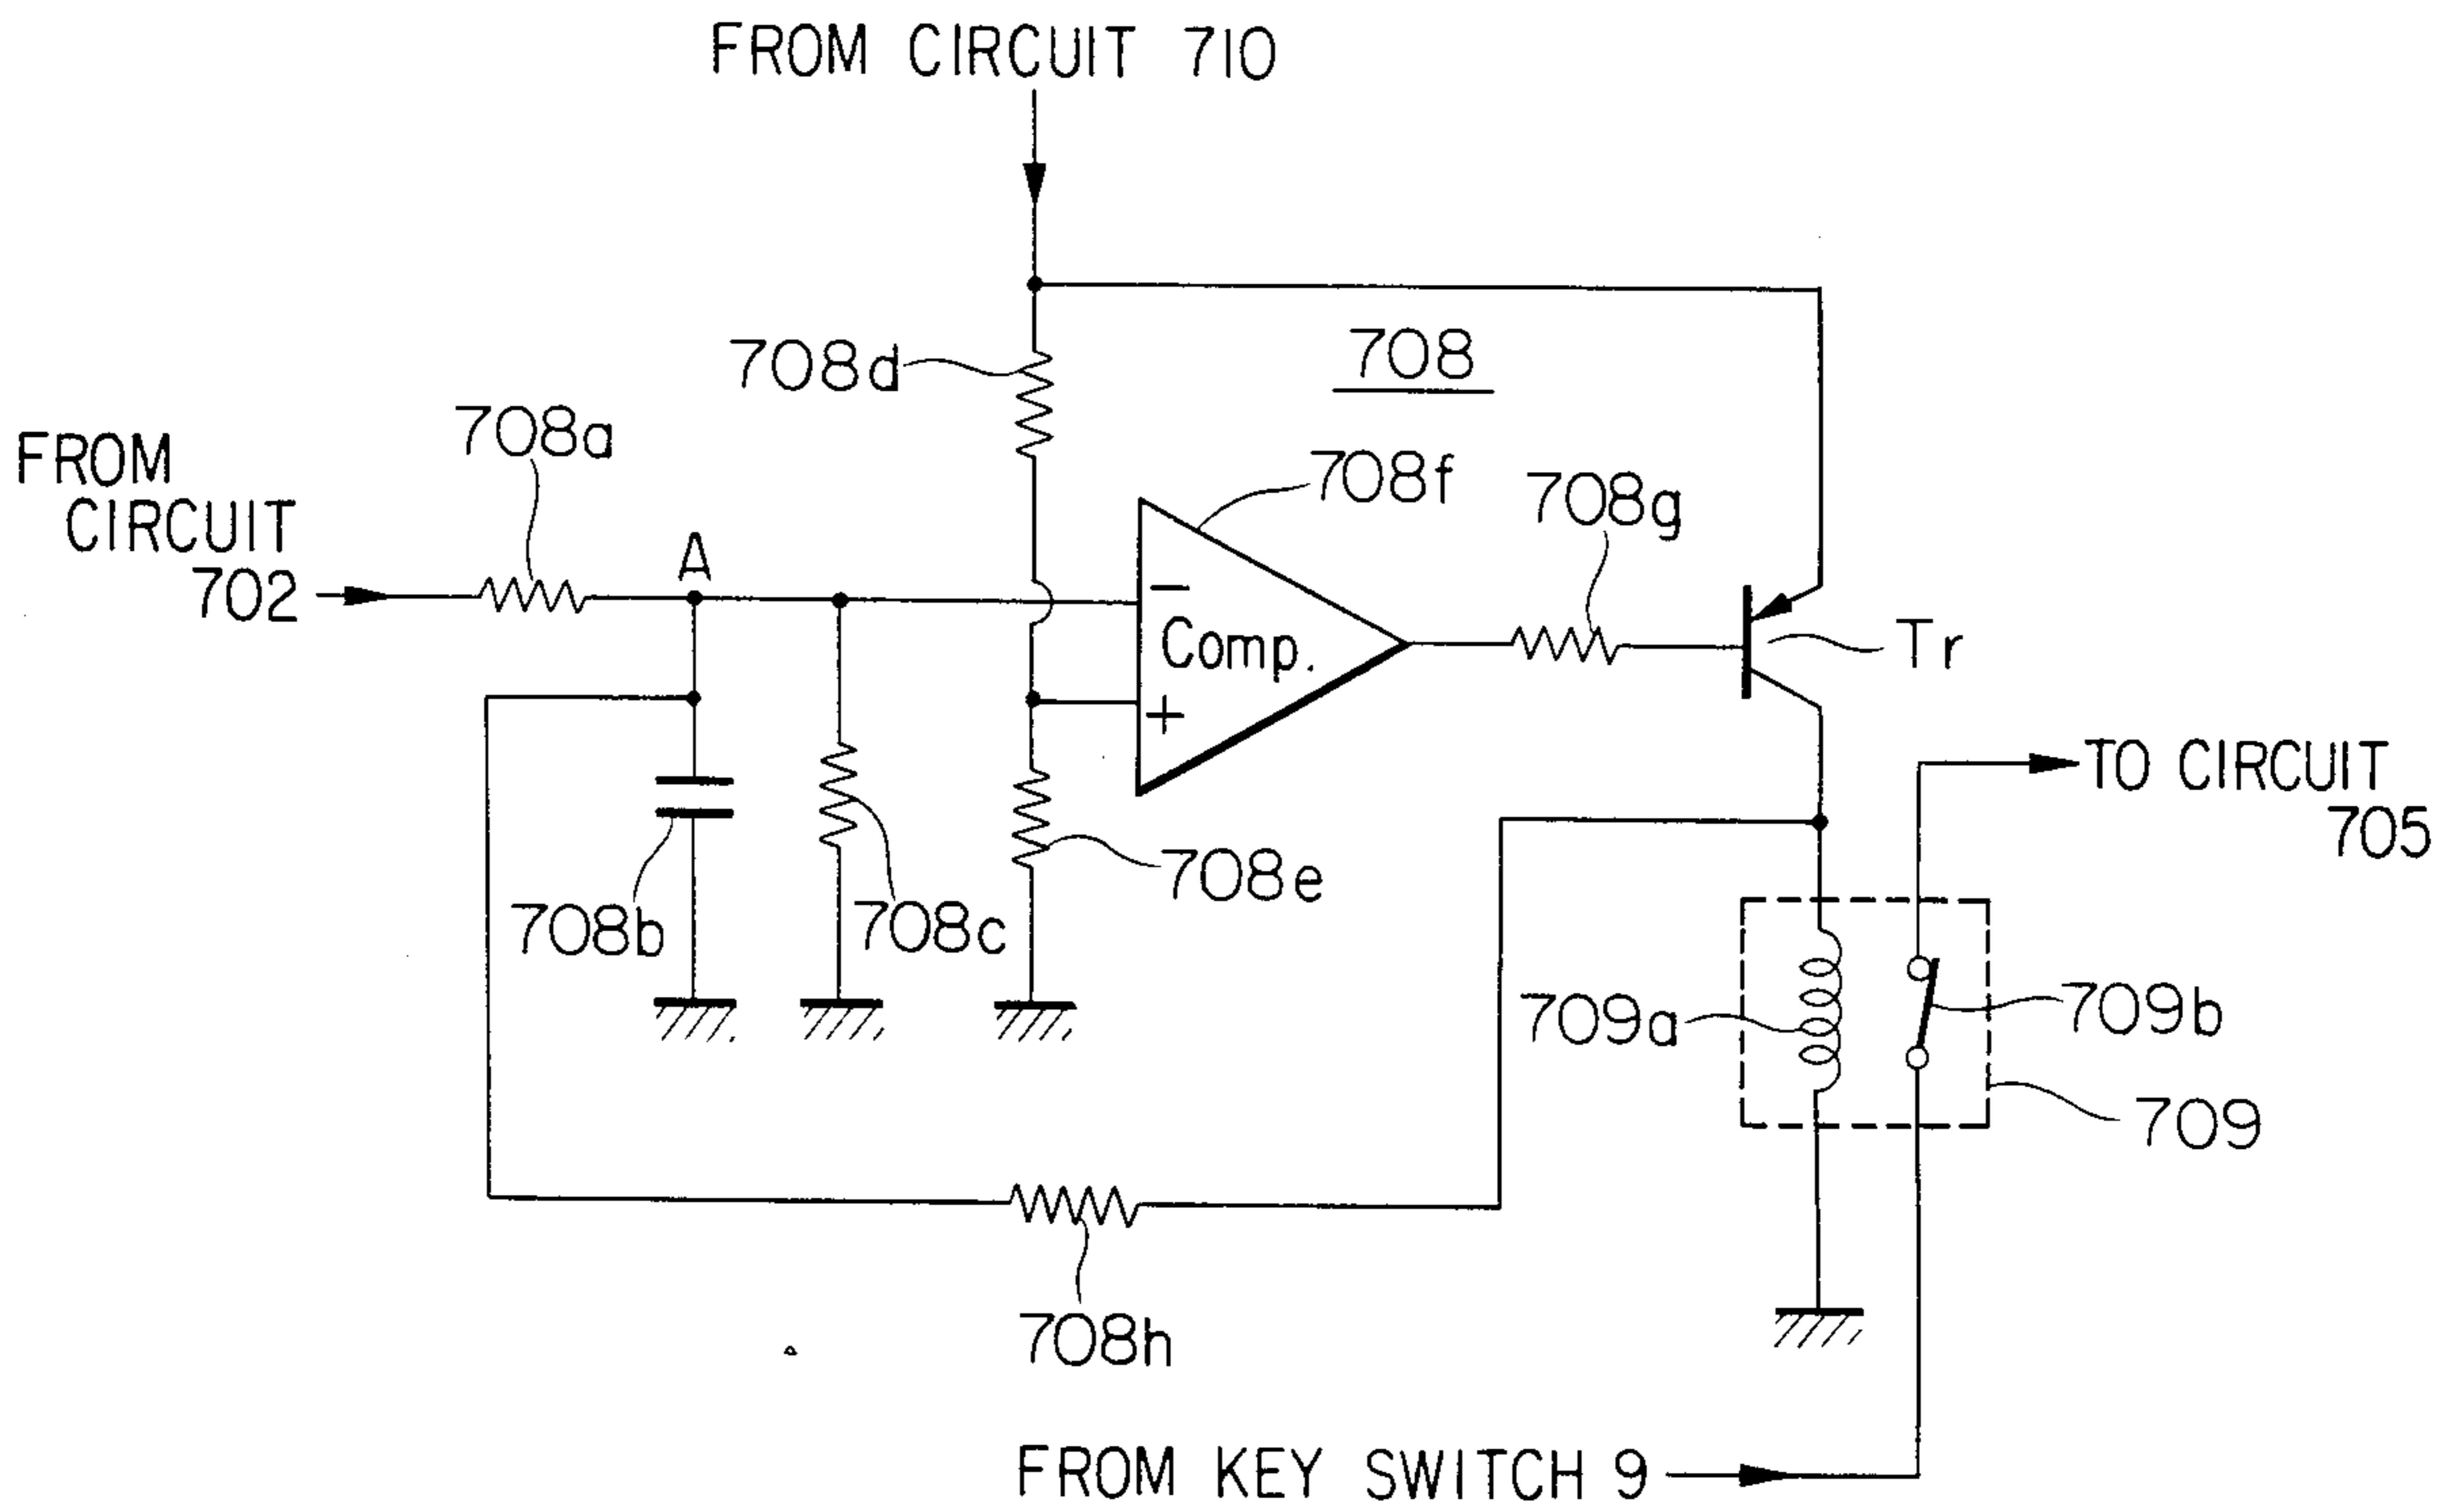 FROM CIRCUIT 710
708d
708
708a
FROM
CIRCUIT
702
A
708f
708g
−
Comp.
+
Tr
TO CIRCUIT
705
708b
708c
708e
709a
709b
709
708h
FROM KEY SWITCH 9